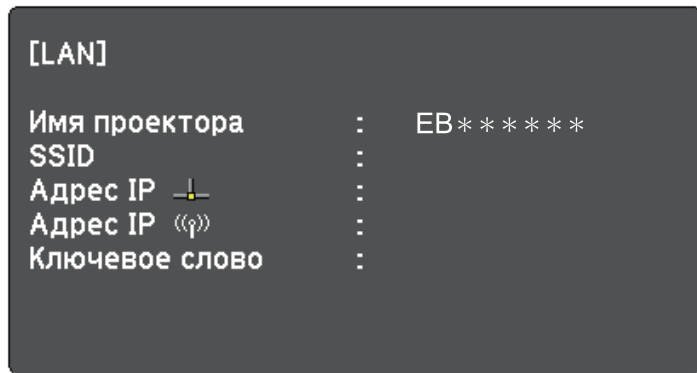 [LAN]
Имя проектора : EB∗∗∗∗∗∗
SSID :
Адрес IP :
Адрес IP :
Ключевое слово :